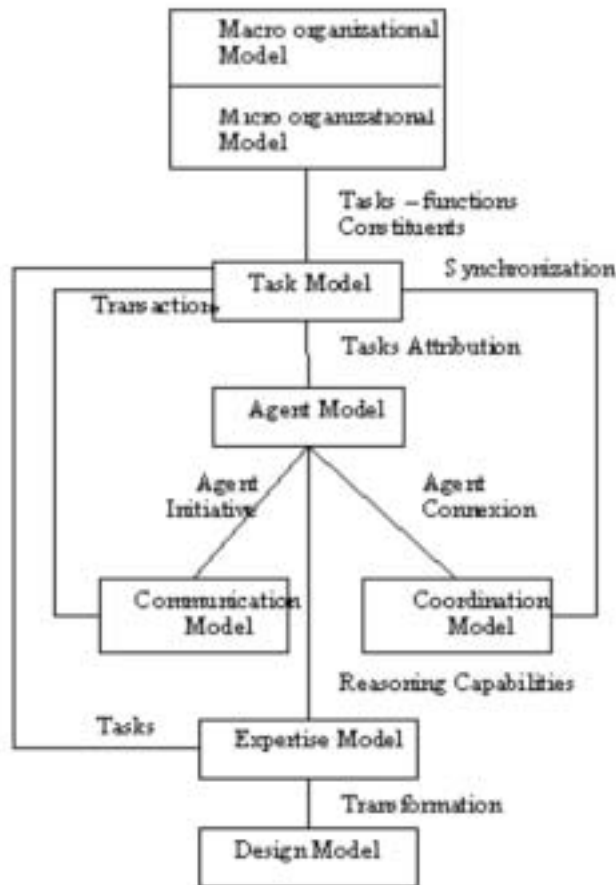 Macro organizational
Model
Micro organizational
Model
Tasks – functions
Constituents
Synchronization
Task Model
Transaction
Tasks Attribution
Agent Model
Agent
Initiative
Agent
Connexion
Communication
Model
Coordination
Model
Reasoning Capabilities
Tasks
Expertise Model
Transformation
Design Model